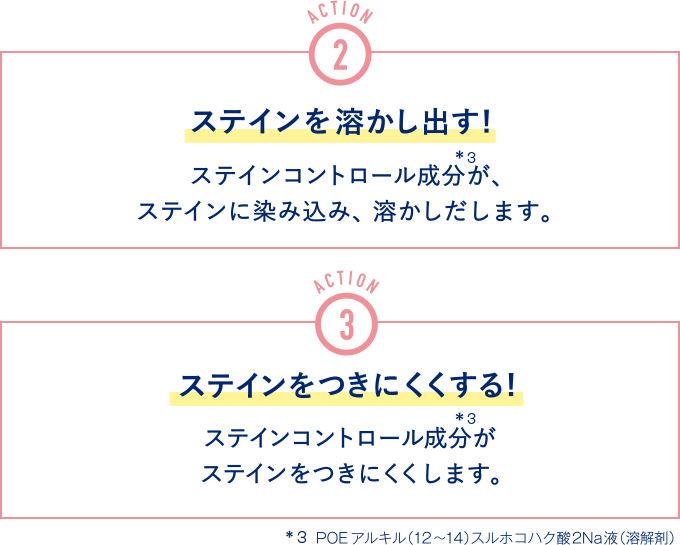 ACTION
2
ステインを溶かし出す!
ステインコントロール成分*3が、
ステインに染み込み、溶かしだします。
ACTION
3
ステインをつきにくくする!
ステインコントロール成分*3が
ステインをつきにくくします。
*3 POEアルキル(12～14)スルホコハク酸2Na液(溶解剤)